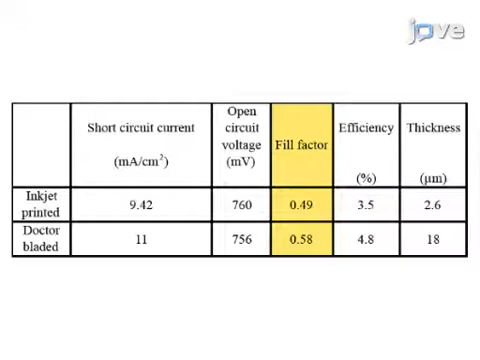 jove
Short circuit current
(mA/cm²)
Open
circuit
voltage
(mV)
Fill factor
Efficiency
(%)
Thickness
(μm)
Inkjet
printed
9.42
760
0.49
3.5
2.6
Doctor
bladed
11
756
0.58
4.8
18